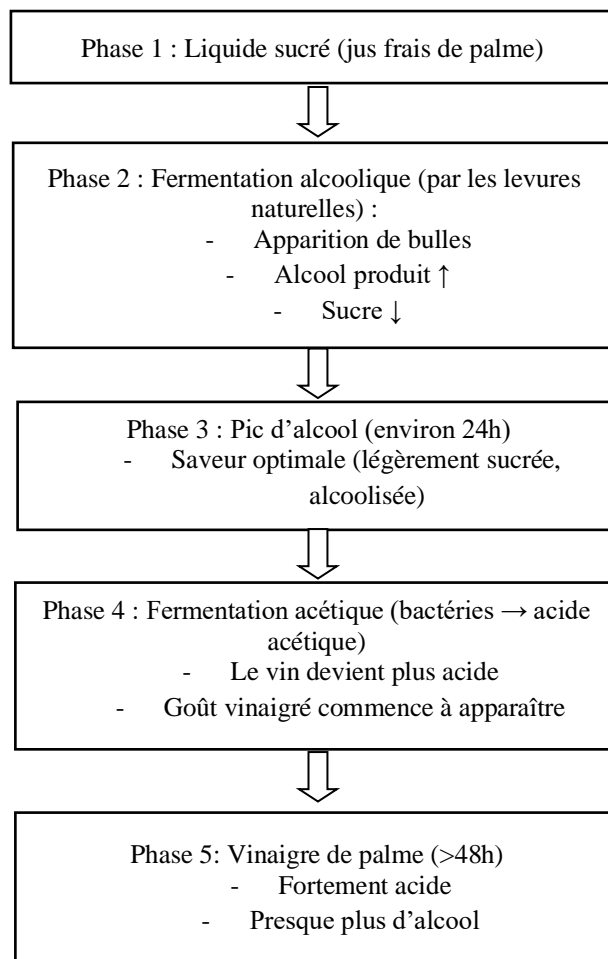 Phase 1 : Liquide sucré (jus frais de palme)
Phase 2 : Fermentation alcoolique (par les levures
naturelles) :
- Apparition de bulles
- Alcool produit ↑
- Sucre ↓
Phase 3 : Pic d’alcool (environ 24h)
- Saveur optimale (légèrement sucrée,
alcoolisée)
Phase 4 : Fermentation acétique (bactéries → acide
acétique)
- Le vin devient plus acide
- Goût vinaigré commence à apparaître
Phase 5: Vinaigre de palme (>48h)
- Fortement acide
- Presque plus d’alcool